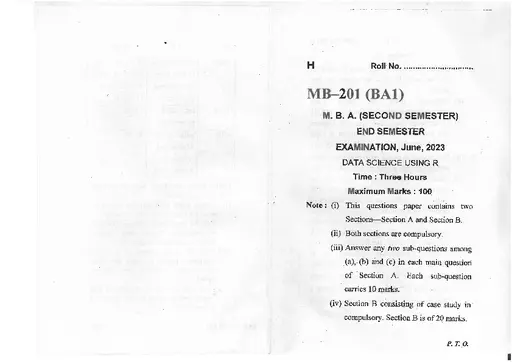 H Roll No. ..............................
MB–201 (BA1)
M. B. A. (SECOND SEMESTER)
END SEMESTER
EXAMINATION, June, 2023
DATA SCIENCE USING R
Time : Three Hours
Maximum Marks : 100
Note : (i) This questions paper contains two
Sections—Section A and Section B.
(ii) Both sections are compulsory.
(iii) Answer any two sub-questions among
(a), (b) and (c) in each main question
of Section A. Each sub-question
carries 10 marks.
(iv) Section B consisting of case study in
compulsory. Section B is of 20 marks.
P. T. O.